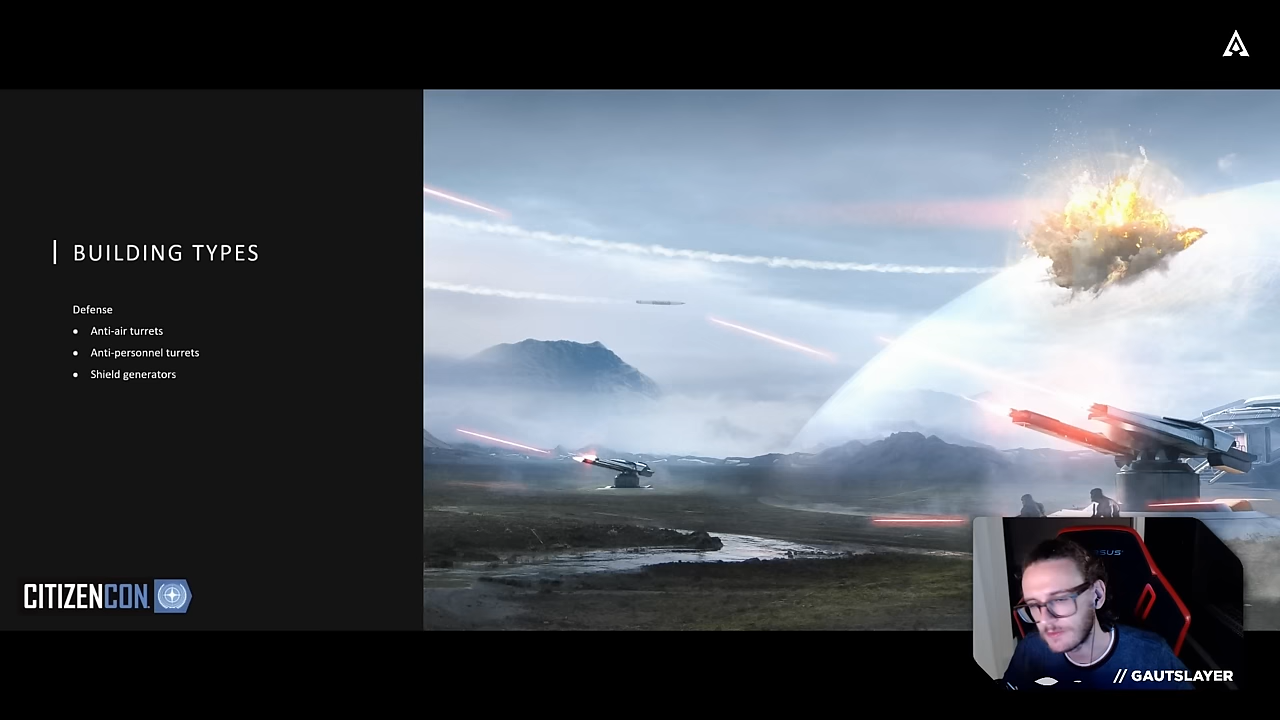 BUILDING TYPES
Defense
• Anti-air turrets
• Anti-personnel turrets
• Shield generators
CITIZENCON
// GAUTSLAYER